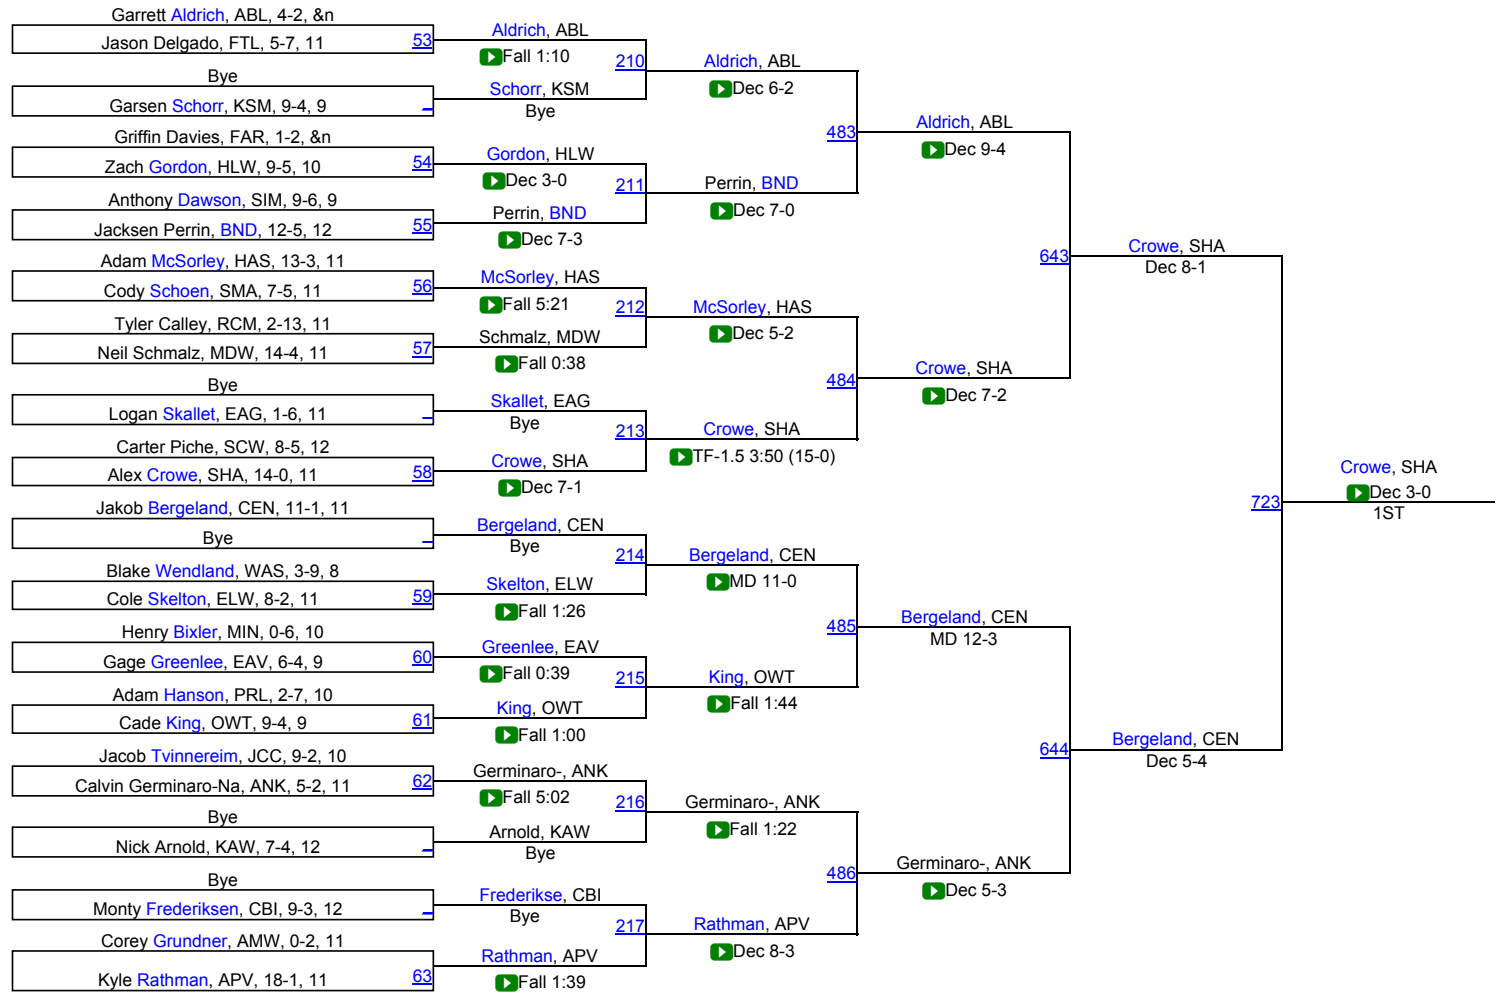 Garrett Aldrich, ABL, 4-2, &n
Jason Delgado, FTL, 5-7, 11
53
Bye
Garsen Schorr, KSM, 9-4, 9
Griffin Davies, FAR, 1-2, &n
Zach Gordon, HLW, 9-5, 10
54
Anthony Dawson, SIM, 9-6, 9
Jacksen Perrin, BND, 12-5, 12
55
Adam McSorley, HAS, 13-3, 11
Cody Schoen, SMA, 7-5, 11
56
Tyler Calley, RCM, 2-13, 11
Neil Schmalz, MDW, 14-4, 11
57
Bye
Logan Skallet, EAG, 1-6, 11
Carter Piche, SCW, 8-5, 12
Alex Crowe, SHA, 14-0, 11
58
Jakob Bergeland, CEN, 11-1, 11
Bye
Blake Wendland, WAS, 3-9, 8
Cole Skelton, ELW, 8-2, 11
59
Henry Bixler, MIN, 0-6, 10
Gage Greenlee, EAV, 6-4, 9
60
Adam Hanson, PRL, 2-7, 10
Cade King, OWT, 9-4, 9
61
Jacob Tvinnereim, JCC, 9-2, 10
Calvin Germinaro-Na, ANK, 5-2, 11
62
Bye
Nick Arnold, KAW, 7-4, 12
Bye
Monty Frederiksen, CBI, 9-3, 12
Corey Grundner, AMW, 0-2, 11
Kyle Rathman, APV, 18-1, 11
63
Aldrich, ABL
Fall 1:10
210
Schorr, KSM
Bye
Gordon, HLW
Dec 3-0
211
Perrin, BND
Dec 7-3
McSorley, HAS
Fall 5:21
212
Schmalz, MDW
Fall 0:38
Skallet, EAG
Bye
213
Crowe, SHA
Dec 7-1
Bergeland, CEN
Bye
214
Skelton, ELW
Fall 1:26
Greenlee, EAV
Fall 0:39
215
King, OWT
Fall 1:00
Germinaro-, ANK
Fall 5:02
216
Arnold, KAW
Bye
Frederikse, CBI
Bye
217
Rathman, APV
Fall 1:39
Aldrich, ABL
Dec 6-2
483
Perrin, BND
Dec 7-0
McSorley, HAS
Dec 5-2
484
Crowe, SHA
TF-1.5 3:50 (15-0)
Bergeland, CEN
MD 11-0
485
King, OWT
Fall 1:44
Germinaro-, ANK
Fall 1:22
486
Rathman, APV
Dec 8-3
Aldrich, ABL
Dec 9-4
643
Crowe, SHA
Dec 7-2
Bergeland, CEN
MD 12-3
644
Germinaro-, ANK
Dec 5-3
Crowe, SHA
Dec 8-1
723
Bergeland, CEN
Dec 5-4
Crowe, SHA
Dec 3-0
1ST